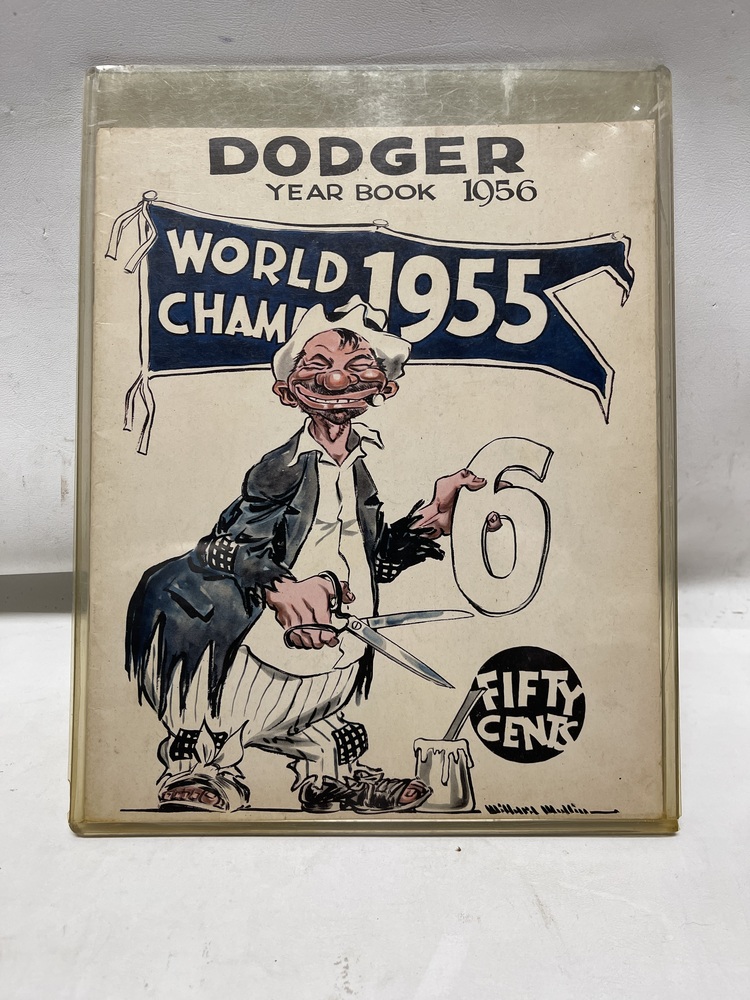 DODGER
YEAR BOOK 1956
WORLD
CHAMP
1955
6
FIFTY
CENTS
Willard Mullin